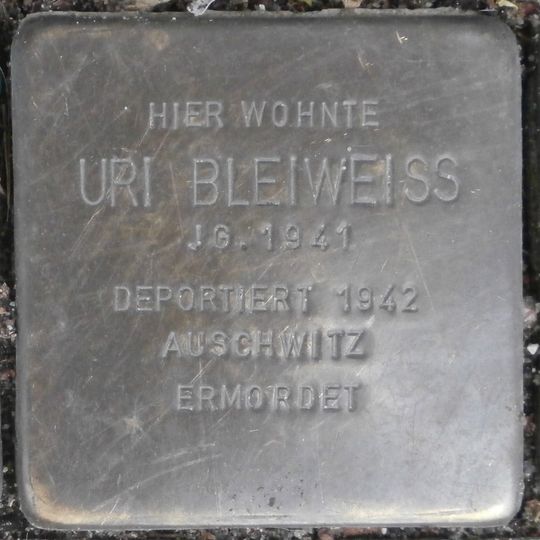 HIER WOHNTE
URI BLEIWEISS
JG. 1941
DEPORTIERT 1942
AUSCHWITZ
ERMORDET